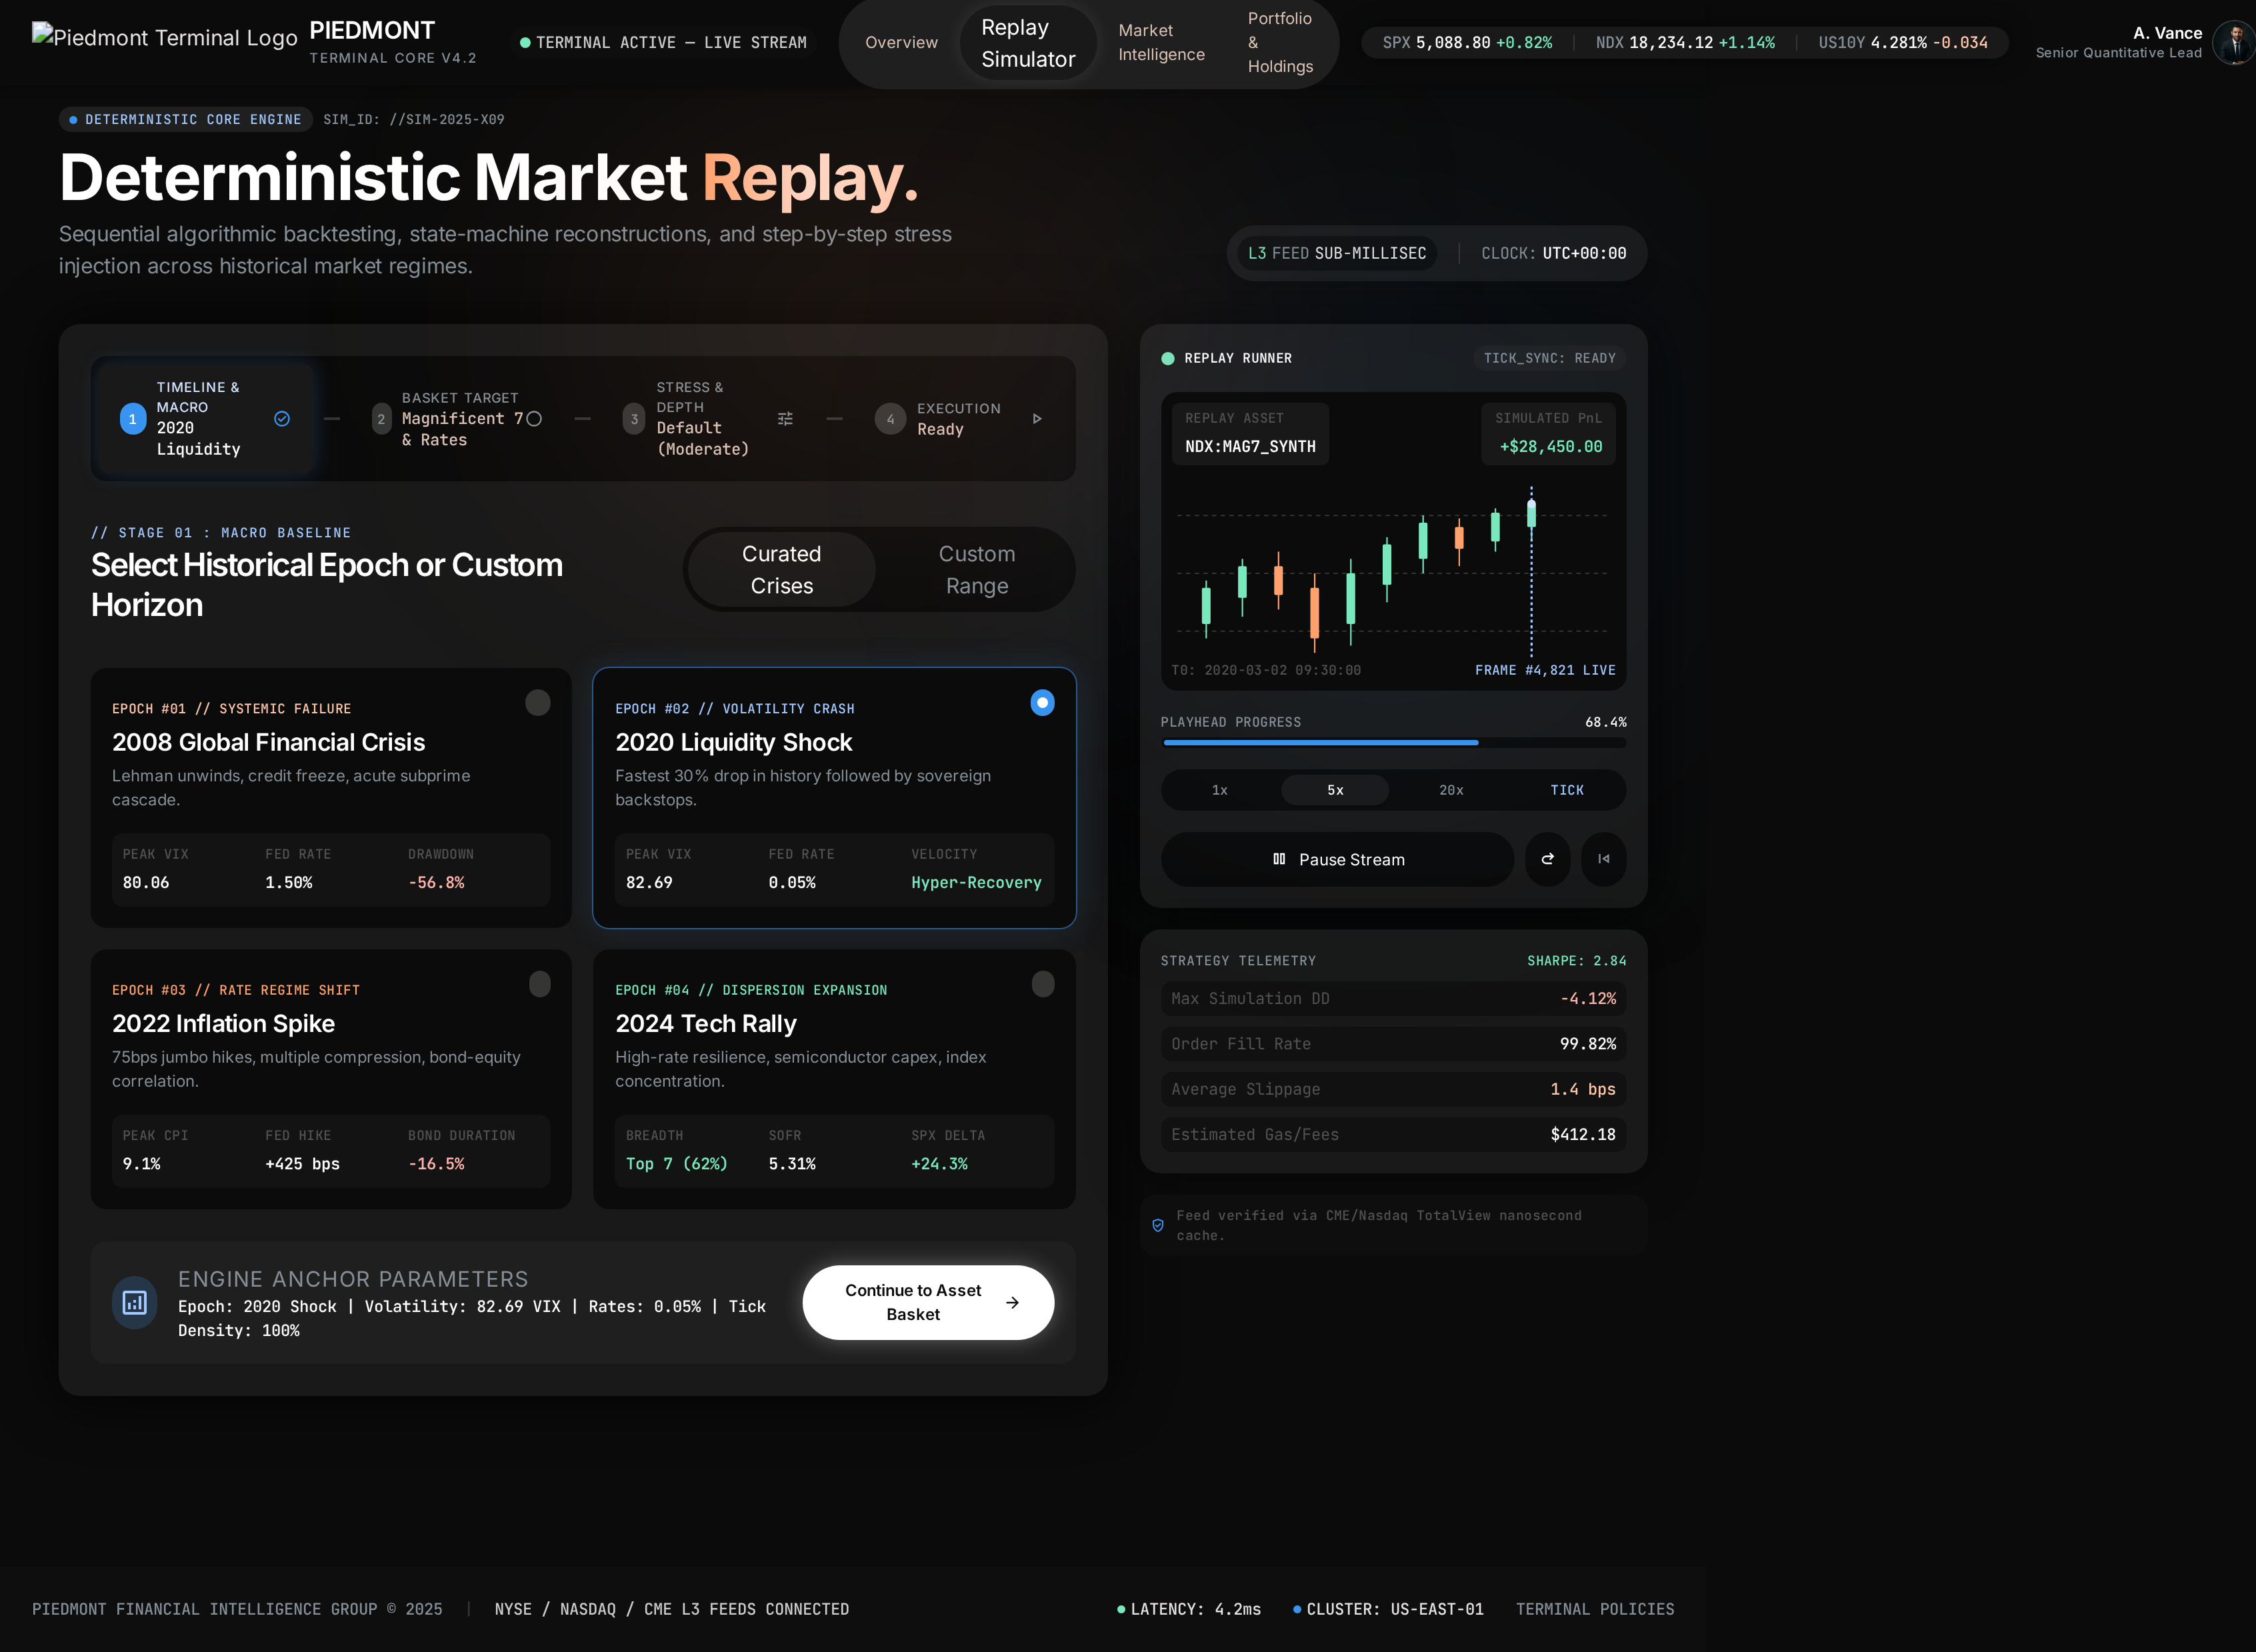 Piedmont Terminal Logo
PIEDMONT
TERMINAL CORE V4.2
TERMINAL ACTIVE — LIVE STREAM
Overview
Replay
Simulator
Market
Intelligence
Portfolio
&
Holdings
SPX 5,088.80 +0.82%
NDX 18,234.12 +1.14%
US10Y 4.281% -0.034
A. Vance
Senior Quantitative Lead
DETERMINISTIC CORE ENGINE
SIM_ID: //SIM-2025-X09
Deterministic Market Replay.
Sequential algorithmic backtesting, state-machine reconstructions, and step-by-step stress
injection across historical market regimes.
L3 FEED SUB-MILLISEC
CLOCK: UTC+00:00
1
TIMELINE &
MACRO
2020
Liquidity
2
BASKET TARGET
Magnificent 7
& Rates
3
STRESS &
DEPTH
Default
(Moderate)
4
EXECUTION
Ready
// STAGE 01 : MACRO BASELINE
Select Historical Epoch or Custom
Horizon
Curated
Crises
Custom
Range
EPOCH #01 // SYSTEMIC FAILURE
2008 Global Financial Crisis
Lehman unwinds, credit freeze, acute subprime
cascade.
PEAK VIX
80.06
FED RATE
1.50%
DRAWDOWN
-56.8%
EPOCH #02 // VOLATILITY CRASH
2020 Liquidity Shock
Fastest 30% drop in history followed by sovereign
backstops.
PEAK VIX
82.69
FED RATE
0.05%
VELOCITY
Hyper-Recovery
EPOCH #03 // RATE REGIME SHIFT
2022 Inflation Spike
75bps jumbo hikes, multiple compression, bond-equity
correlation.
PEAK CPI
9.1%
FED HIKE
+425 bps
BOND DURATION
-16.5%
EPOCH #04 // DISPERSION EXPANSION
2024 Tech Rally
High-rate resilience, semiconductor capex, index
concentration.
BREADTH
Top 7 (62%)
SOFR
5.31%
SPX DELTA
+24.3%
ENGINE ANCHOR PARAMETERS
Epoch: 2020 Shock | Volatility: 82.69 VIX | Rates: 0.05% | Tick
Density: 100%
Continue to Asset
Basket
REPLAY RUNNER
TICK_SYNC: READY
REPLAY ASSET
NDX:MAG7_SYNTH
SIMULATED PnL
+$28,450.00
T0: 2020-03-02 09:30:00
FRAME #4,821 LIVE
PLAYHEAD PROGRESS
68.4%
1x
5x
20x
TICK
Pause Stream
STRATEGY TELEMETRY
SHARPE: 2.84
Max Simulation DD
-4.12%
Order Fill Rate
99.82%
Average Slippage
1.4 bps
Estimated Gas/Fees
$412.18
Feed verified via CME/Nasdaq TotalView nanosecond
cache.
PIEDMONT FINANCIAL INTELLIGENCE GROUP © 2025
NYSE / NASDAQ / CME L3 FEEDS CONNECTED
LATENCY: 4.2ms
CLUSTER: US-EAST-01
TERMINAL POLICIES